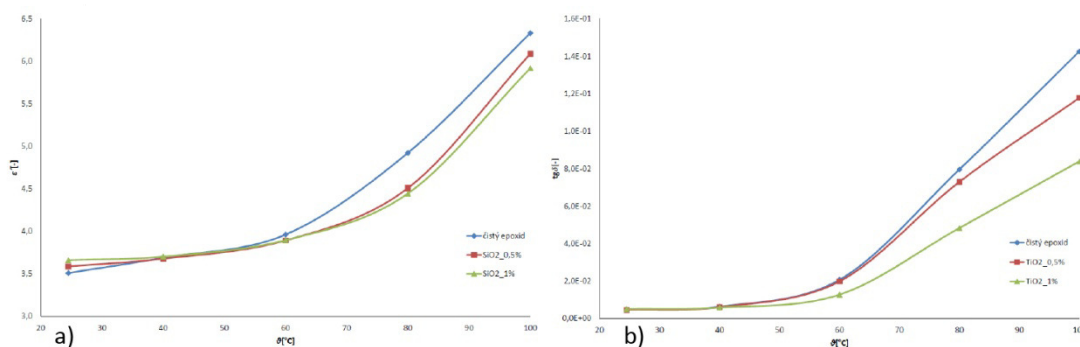 6,5
6,0
5,5
5,0
4,5
4,0
3,5
3,0
ε'[-]
čistý epoxid
SiO2_0,5%
SiO2_1%
20 30 40 50 60 70 80 90 100
ϑ[°C]
a)
1,6E-01
1,4E-01
1,2E-01
1,0E-01
8,0E-02
6,0E-02
4,0E-02
2,0E-02
0,0E+00
tgδ[-]
čistý epoxid
TiO2_0,5%
TiO2_1%
20 30 40 50 60 70 80 90 100
ϑ[°C]
b)